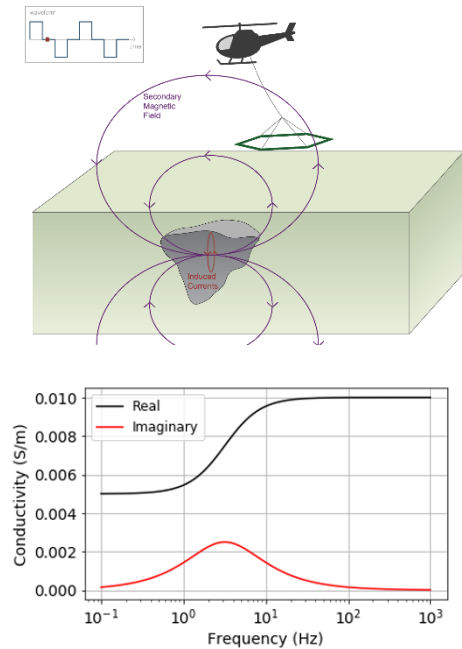 waveform
time
Secondary
Magnetic
Field
Induced
Currents
Real
Imaginary
Conductivity (S/m)
0.010
0.008
0.006
0.004
0.002
0.000
10⁻¹
10⁰
10¹
10²
10³
Frequency (Hz)